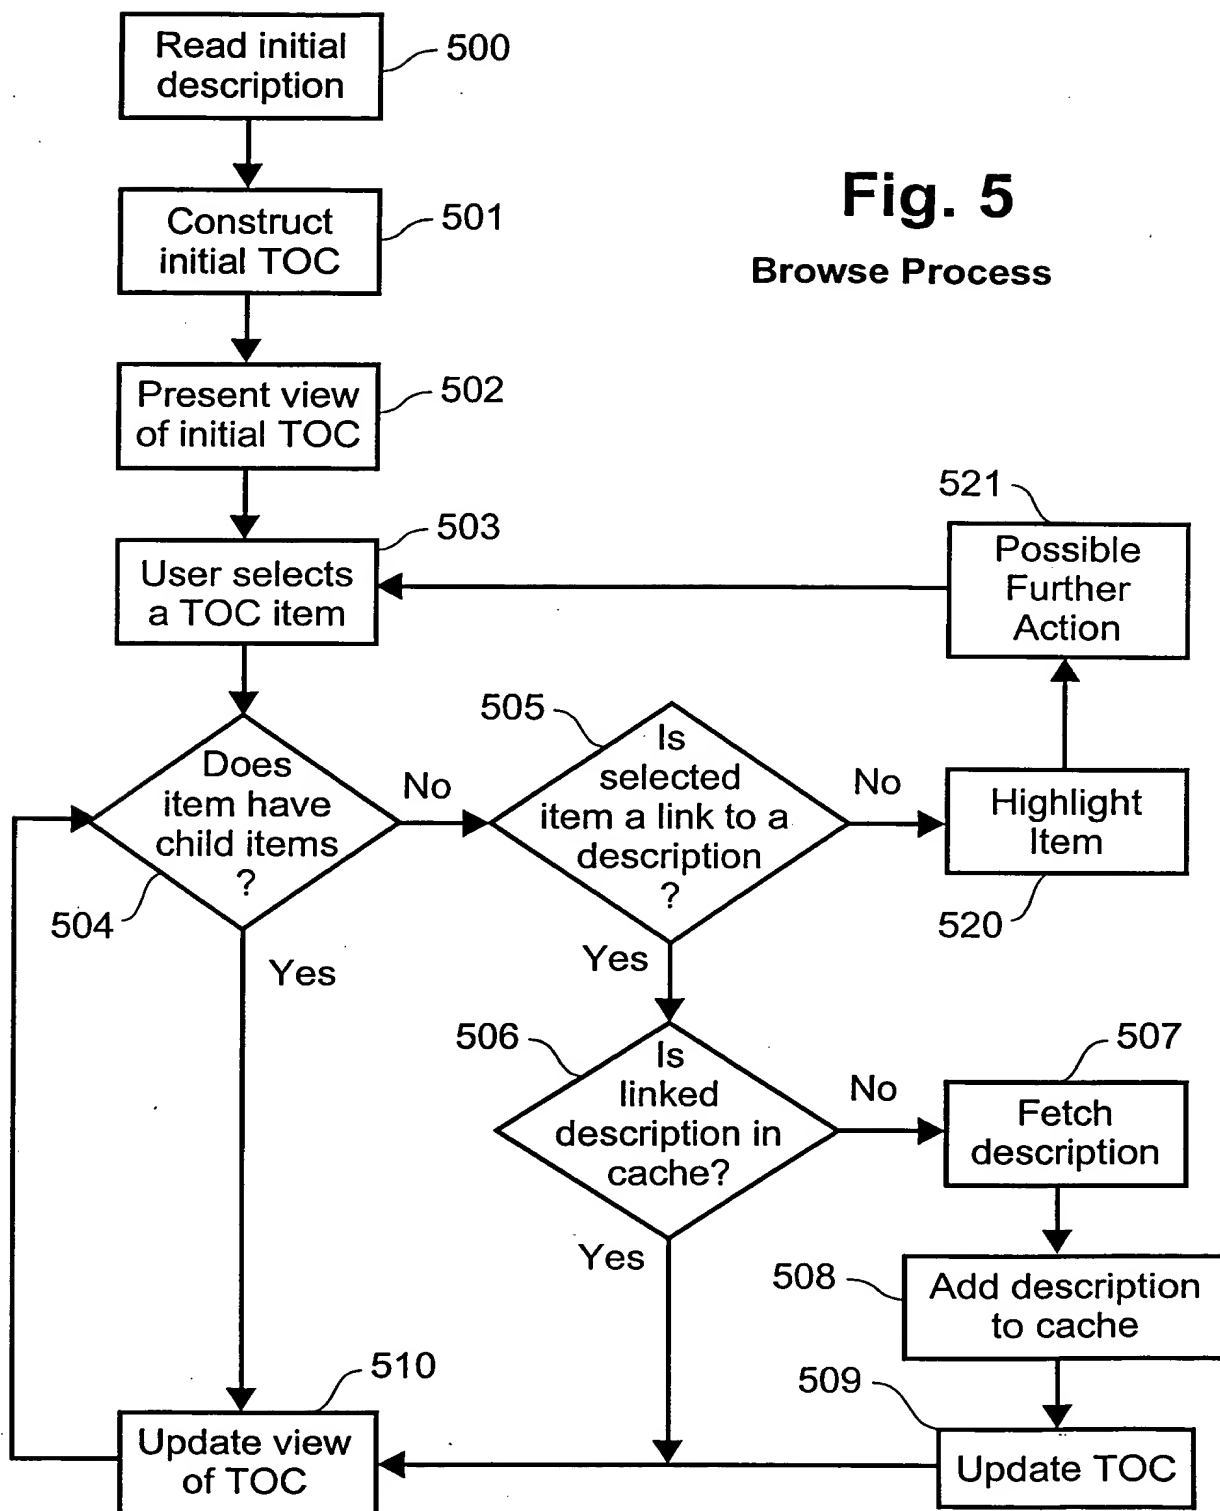 Read initial
description
500
Construct
initial TOC
501
Fig. 5
Browse Process
Present view
of initial TOC
502
503
User selects
a TOC item
521
Possible
Further
Action
Does
item have
child items
?
504
No
Yes
505
Is
selected
item a link to a
description
?
No
Yes
Highlight
Item
520
506
Is
linked
description in
cache?
No
Yes
507
Fetch
description
508
Add description
to cache
509
Update TOC
510
Update view
of TOC